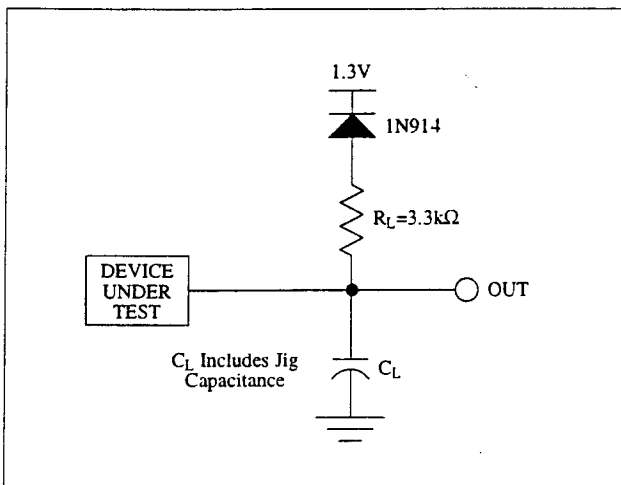 1.3V
1N914
R_L=3.3kΩ
DEVICE
UNDER
TEST
OUT
C_L Includes Jig
Capacitance
C_L